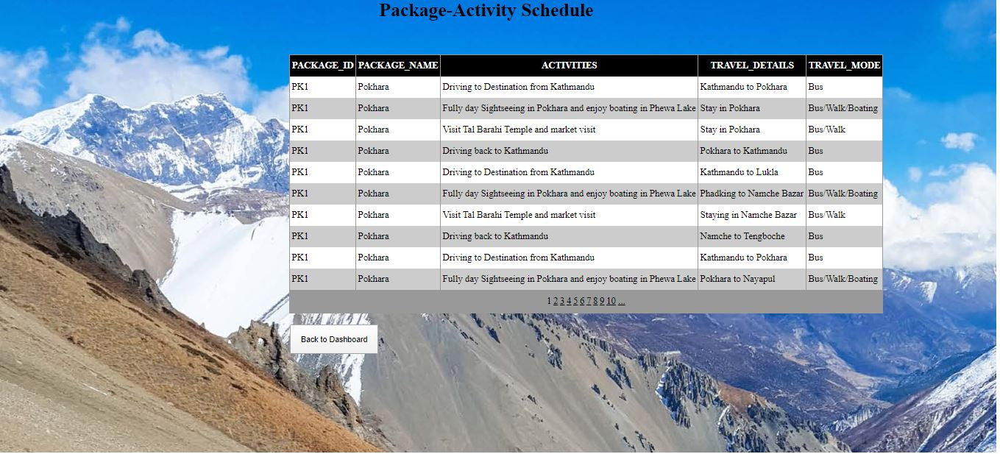 Package-Activity Schedule
PACKAGE_ID PACKAGE_NAME ACTIVITIES TRAVEL_DETAILS TRAVEL_MODE
PK1 Pokhara Driving to Destination from Kathmandu Kathmandu to Pokhara Bus
PK1 Pokhara Fully day Sightseeing in Pokhara and enjoy boating in Phewa Lake Stay in Pokhara Bus/Walk/Boating
PK1 Pokhara Visit Tal Barahi Temple and market visit Stay in Pokhara Bus/Walk
PK1 Pokhara Driving back to Kathmandu Pokhara to Kathmandu Bus
PK1 Pokhara Driving to Destination from Kathmandu Kathmandu to Lukla Bus
PK1 Pokhara Fully day Sightseeing in Pokhara and enjoy boating in Phewa Lake Phadking to Namche Bazar Bus/Walk/Boating
PK1 Pokhara Visit Tal Barahi Temple and market visit Staying in Namche Bazar Bus/Walk
PK1 Pokhara Driving back to Kathmandu Namche to Tengboche Bus
PK1 Pokhara Driving to Destination from Kathmandu Kathmandu to Pokhara Bus
PK1 Pokhara Fully day Sightseeing in Pokhara and enjoy boating in Phewa Lake Pokhara to Nayapul Bus/Walk/Boating
1 2 3 4 5 6 7 8 9 10 ...
Back to Dashboard